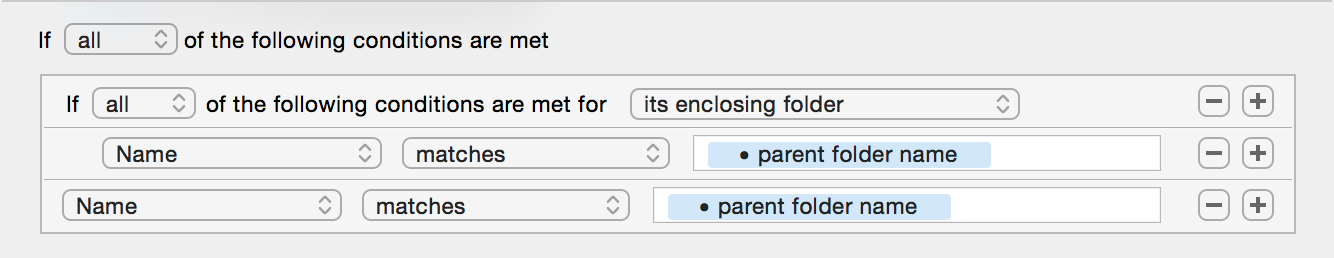 If all of the following conditions are met
If all of the following conditions are met for its enclosing folder
Name matches • parent folder name
Name matches • parent folder name